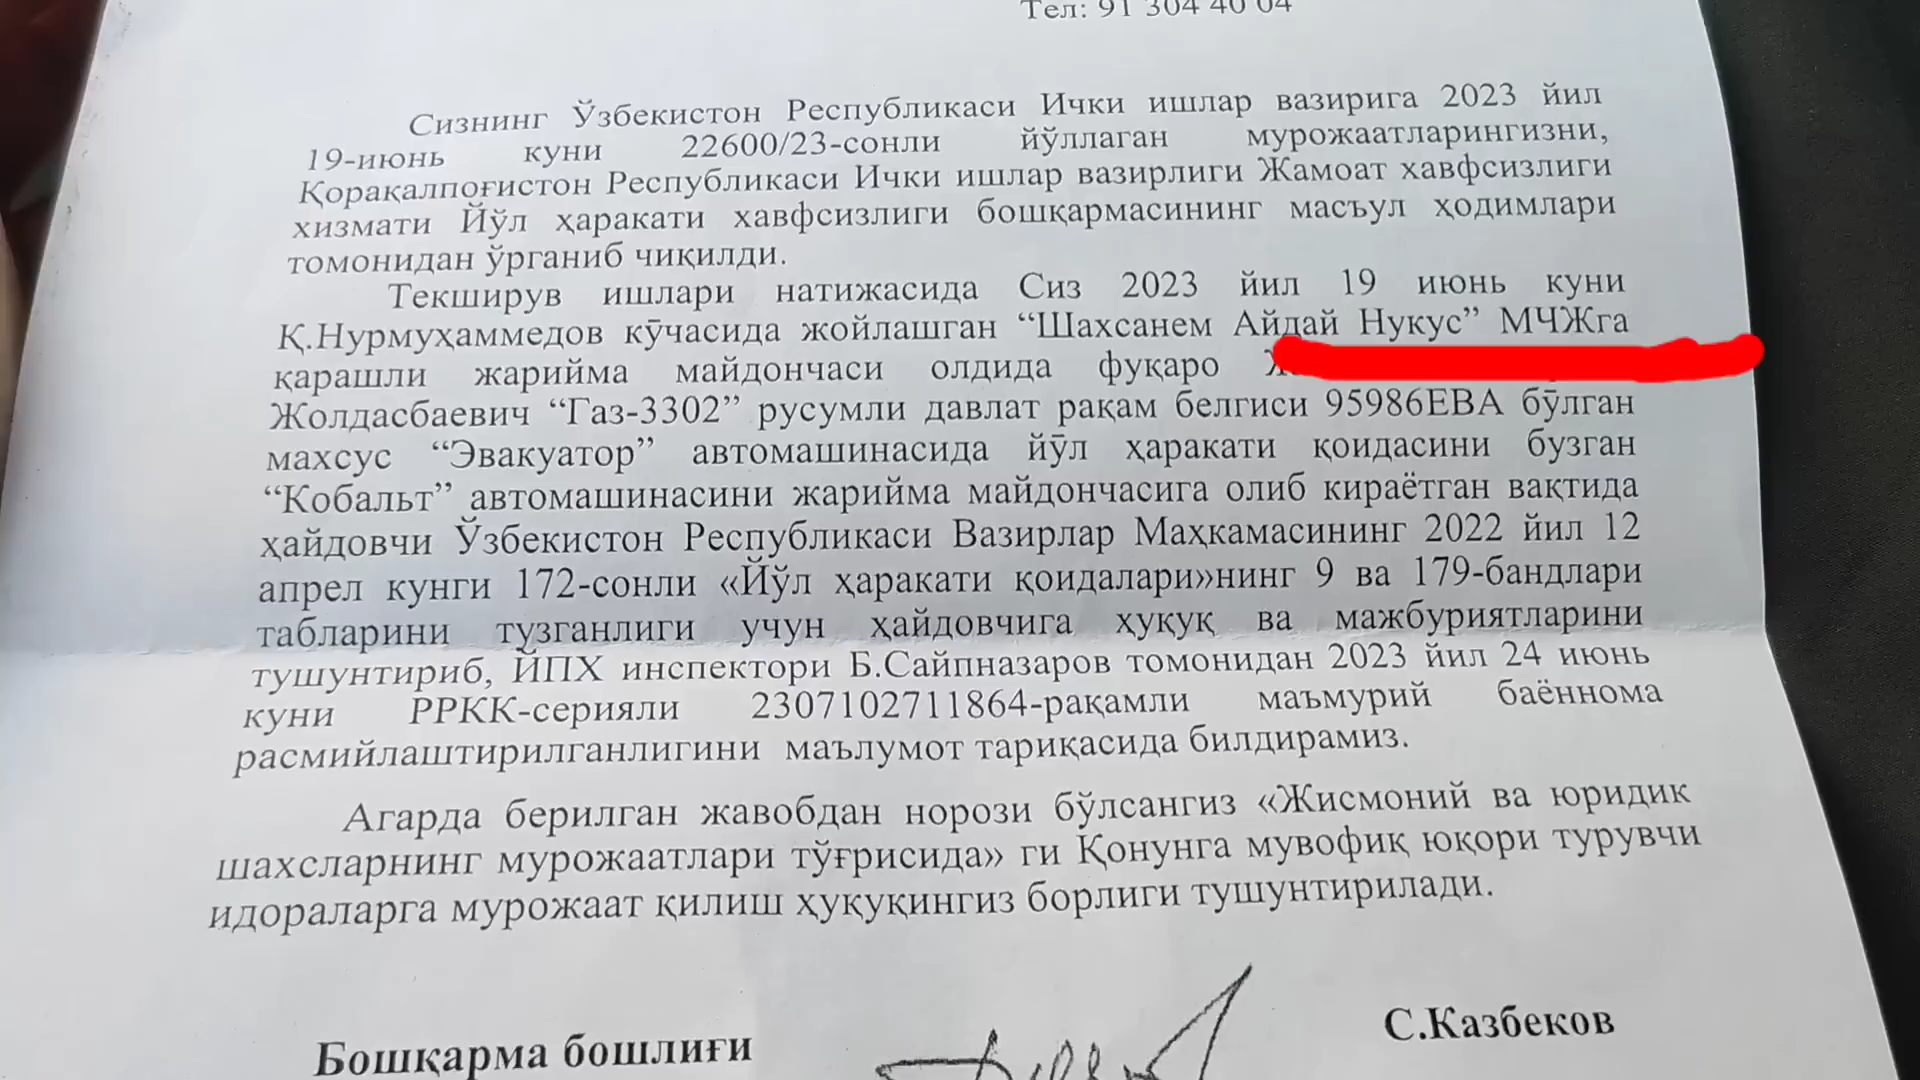 Тел: 91 304 40 04
Сизнинг Ўзбекистон Республикаси Ички ишлар вазирига 2023 йил
19-июнь куни 22600/23-сонли йўллаган мурожаатларингизни,
Қорақалпоғистон Республикаси Ички ишлар вазирлиги Жамоат хавфсизлиги
хизмати Йўл ҳаракати хавфсизлиги бошқармасининг масъул ҳодимлари
томонидан ўрганиб чиқилди.
Текширув ишлари натижасида Сиз 2023 йил 19 июнь куни
Қ.Нурмуҳаммедов кӯчасида жойлашган “Шахсанем Айдай Нукус” МЧЖга
қарашли жарийма майдончаси олдида фуқаро
Жолдасбаевич “Газ-3302” русумли давлат рақам белгиси 95986ЕВА бӯлган
махсус “Эвакуатор” автомашинасида йӯл ҳаракати қоидасини бузган
“Кобальт” автомашинасини жарийма майдончасига олиб кираётган вақтида
ҳайдовчи Ўзбекистон Республикаси Вазирлар Маҳкамасининг 2022 йил 12
апрел кунги 172-сонли «Йўл ҳаракати қоидалари»нинг 9 ва 179-бандлари
табларини тузганлиги учун ҳайдовчига ҳуқуқ ва мажбуриятларини
тушунтириб, ЙПХ инспектори Б.Сайпназаров томонидан 2023 йил 24 июнь
куни РРКК-серияли 2307102711864-рақамли маъмурий баённома
расмийлаштирилганлигини маълумот тариқасида билдирамиз.
Агарда берилган жавобдан норози бўлсангиз «Жисмоний ва юридик
шахсларнинг мурожаатлари тўғрисида» ги Қонунга мувофиқ юқори турувчи
идораларга мурожаат қилиш ҳуқуқингиз борлиги тушунтирилади.
Бошқарма бошлиғи
С.Казбеков